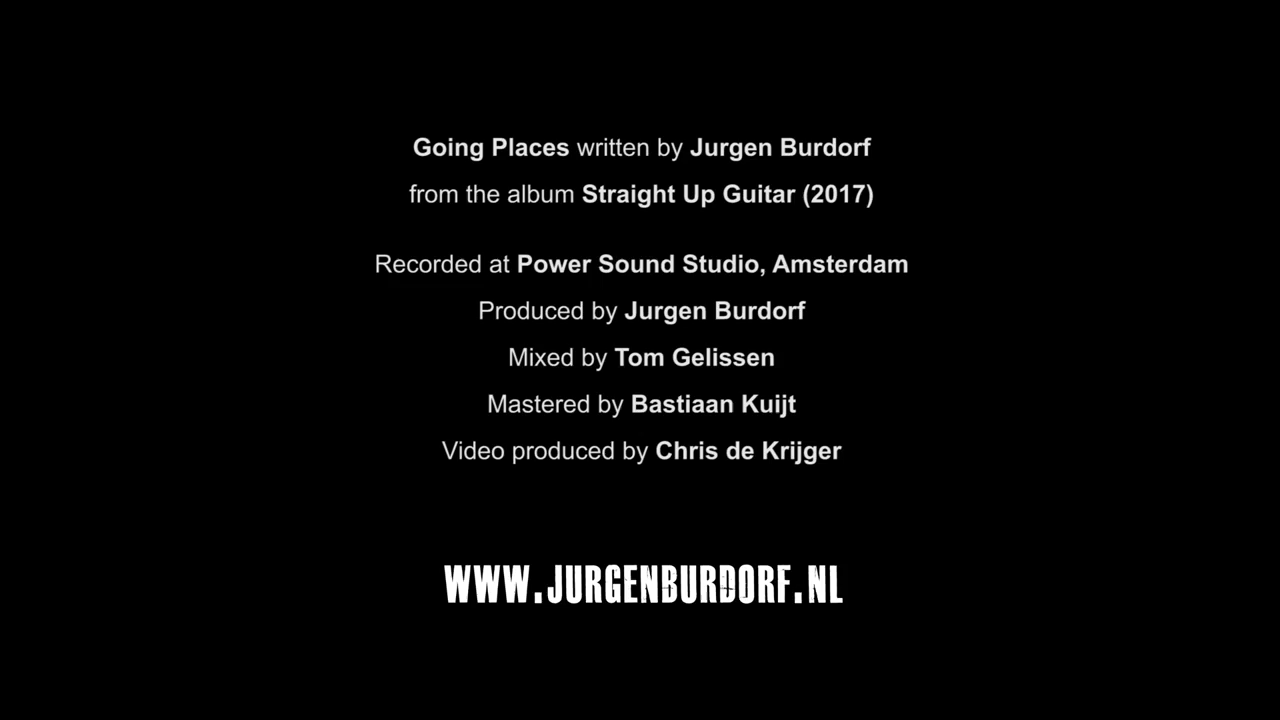 Going Places written by Jurgen Burdorf
from the album Straight Up Guitar (2017)
Recorded at Power Sound Studio, Amsterdam
Produced by Jurgen Burdorf
Mixed by Tom Gelissen
Mastered by Bastiaan Kuijt
Video produced by Chris de Krijger
WWW.JURGENBURDORF.NL